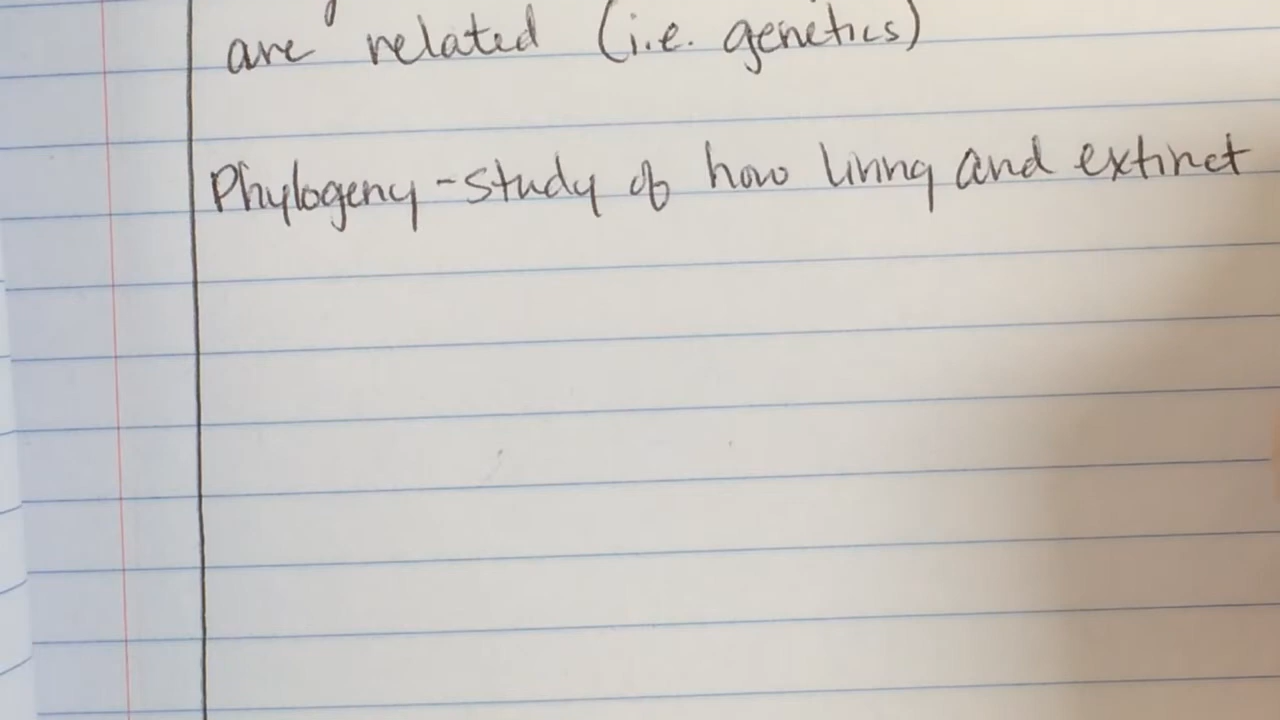 are related (i.e. genetics)
Phylogeny - study of how living and extinct